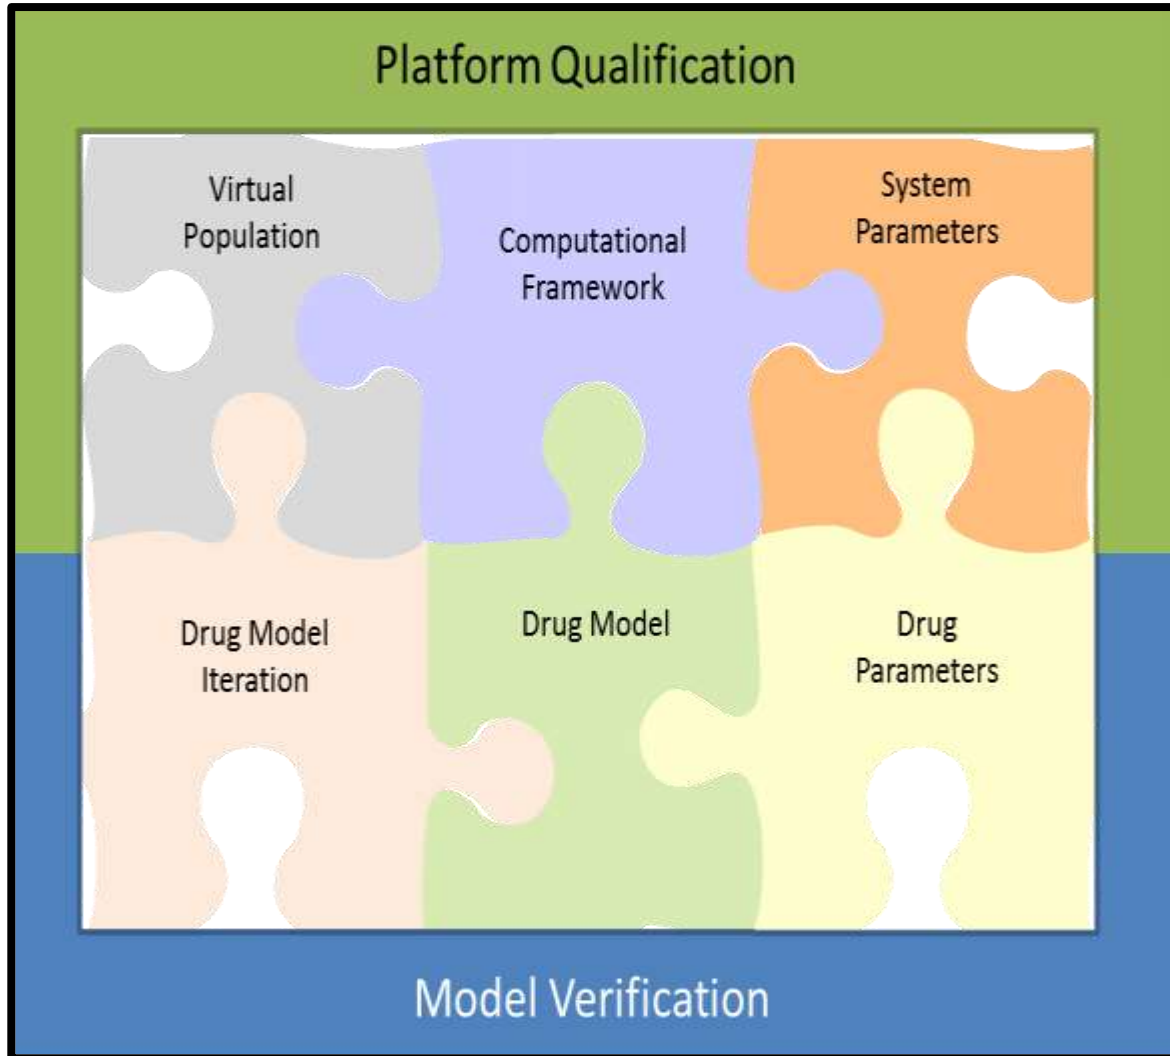 Platform Qualification
Virtual
Population
Computational
Framework
System
Parameters
Drug Model
Iteration
Drug Model
Drug
Parameters
Model Verification